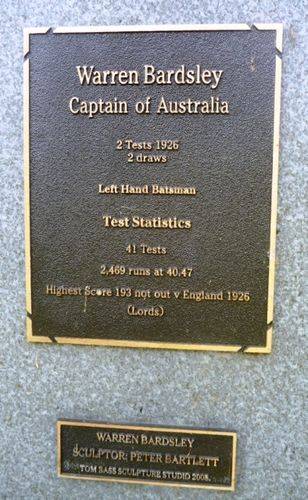 Warren Bardsley
Captain of Australia
2 Tests 1926
2 draws
Left Hand Batsman
Test Statistics
41 Tests
2,469 runs at 40.47
Highest Score 193 not out v England 1926
(Lords)
WARREN BARDSLEY
SCULPTOR: PETER BARTLETT
TOM BASS SCULPTURE STUDIO 2008.